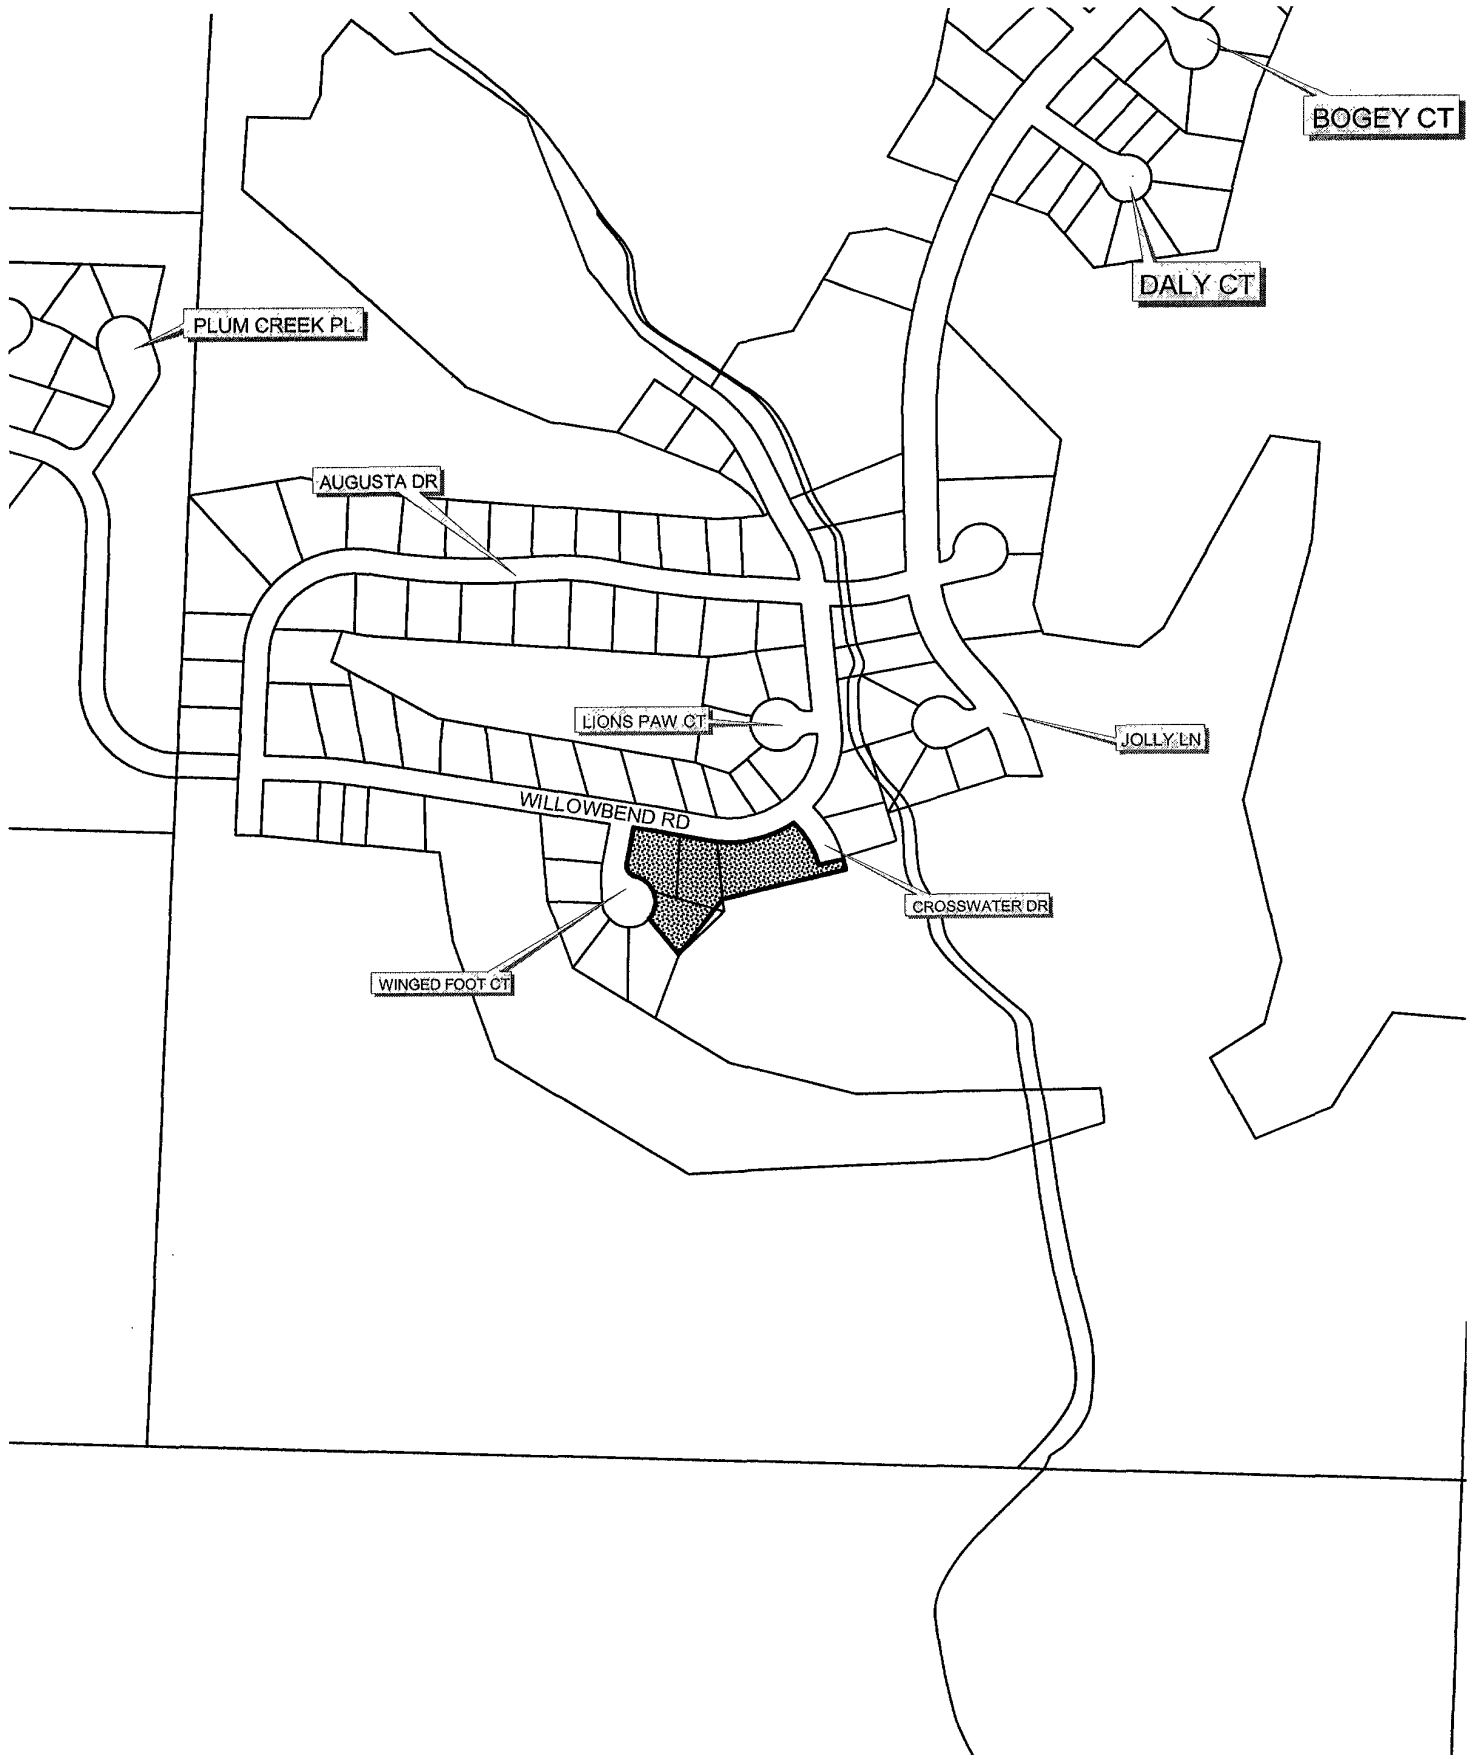 BOGEY CT
DALY CT
PLUM CREEK PL
AUGUSTA DR
LIONS PAW CT
JOLLY LN
WILLOWBEND RD
CROSSWATER DR
WINGED FOOT CT